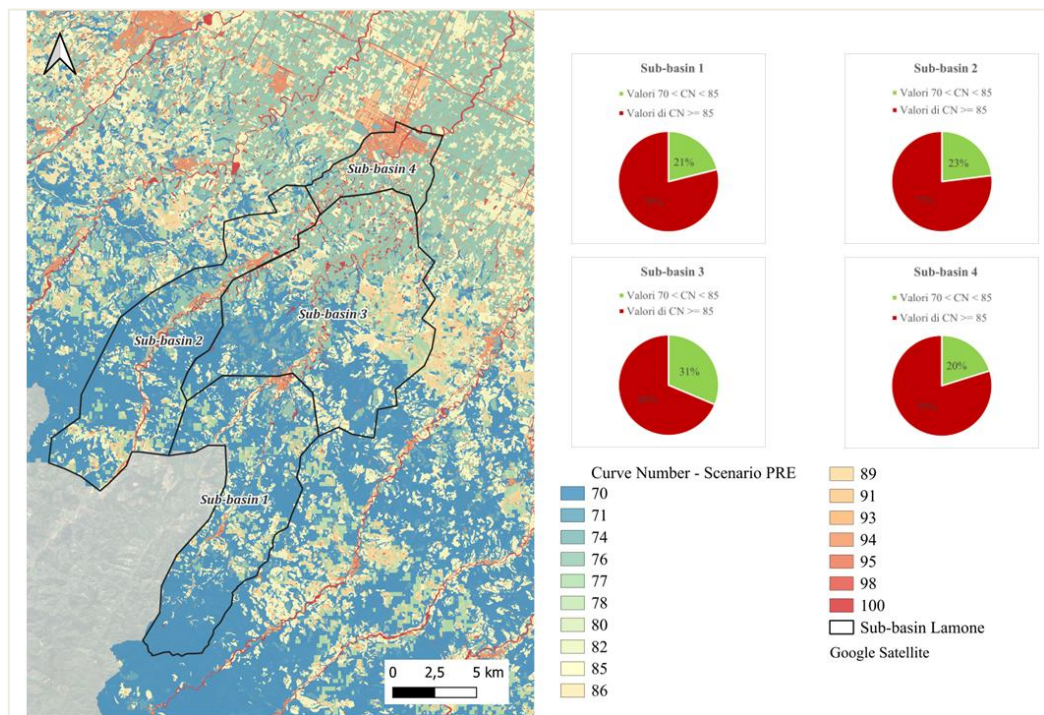 Sub-basin 4
Sub-basin 3
Sub-basin 2
Sub-basin 1
0 2,5 5 km
Sub-basin 1
Valori 70 < CN < 85
Valori di CN >= 85
21%
Sub-basin 2
Valori 70 < CN < 85
Valori di CN >= 85
23%
Sub-basin 3
Valori 70 < CN < 85
Valori di CN >= 85
31%
Sub-basin 4
Valori 70 < CN < 85
Valori di CN >= 85
20%
Curve Number - Scenario PRE
70
71
74
76
77
78
80
82
85
86
89
91
93
94
95
98
100
Sub-basin Lamone
Google Satellite